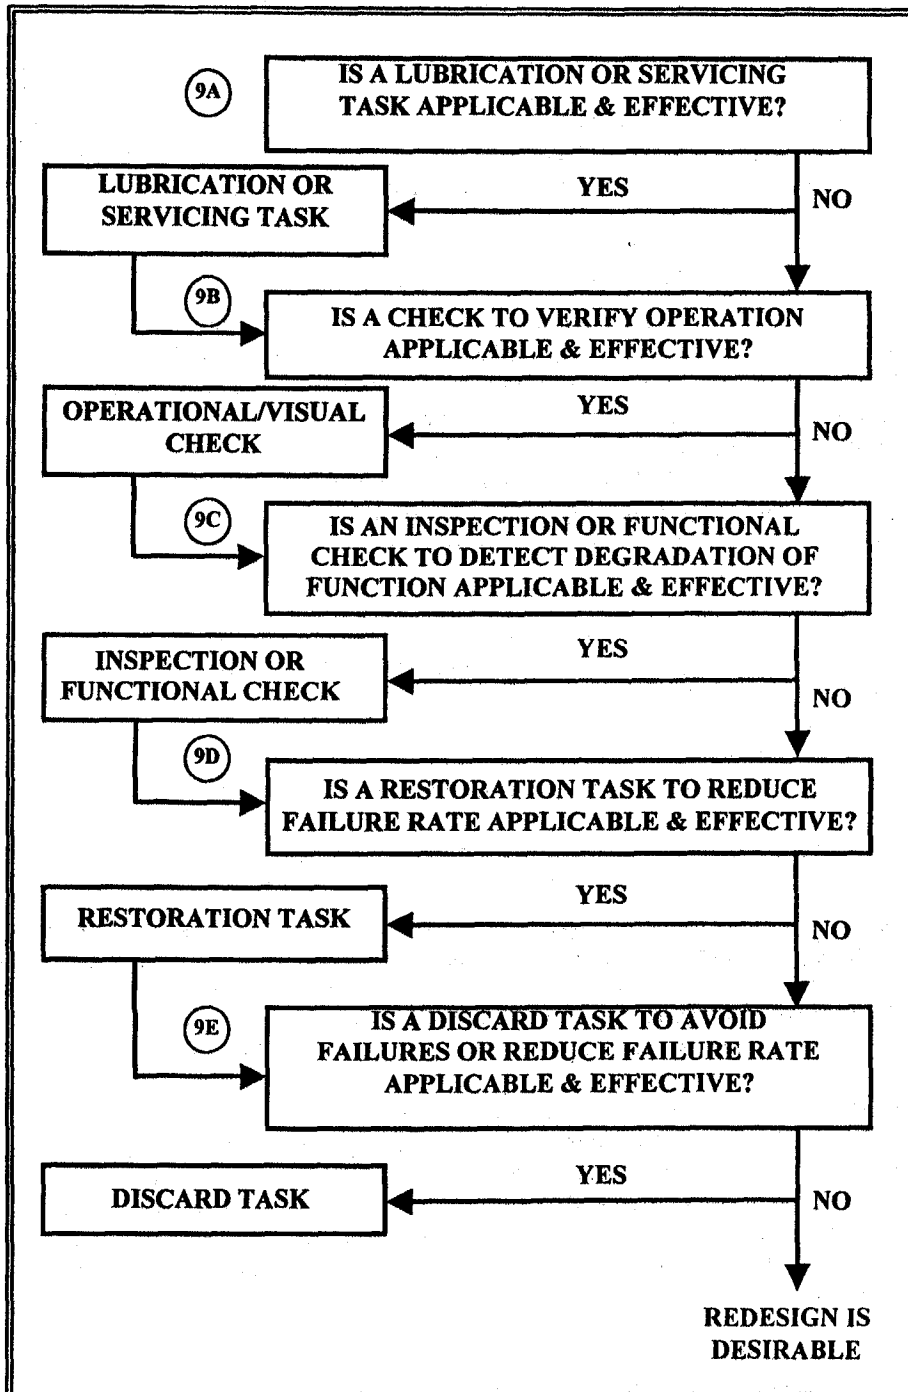 9A
IS A LUBRICATION OR SERVICING
TASK APPLICABLE & EFFECTIVE?
YES
NO
LUBRICATION OR
SERVICING TASK
9B
IS A CHECK TO VERIFY OPERATION
APPLICABLE & EFFECTIVE?
YES
NO
OPERATIONAL/VISUAL
CHECK
9C
IS AN INSPECTION OR FUNCTIONAL
CHECK TO DETECT DEGRADATION OF
FUNCTION APPLICABLE & EFFECTIVE?
YES
NO
INSPECTION OR
FUNCTIONAL CHECK
9D
IS A RESTORATION TASK TO REDUCE
FAILURE RATE APPLICABLE & EFFECTIVE?
YES
NO
RESTORATION TASK
9E
IS A DISCARD TASK TO AVOID
FAILURES OR REDUCE FAILURE RATE
APPLICABLE & EFFECTIVE?
YES
NO
DISCARD TASK
REDESIGN IS
DESIRABLE